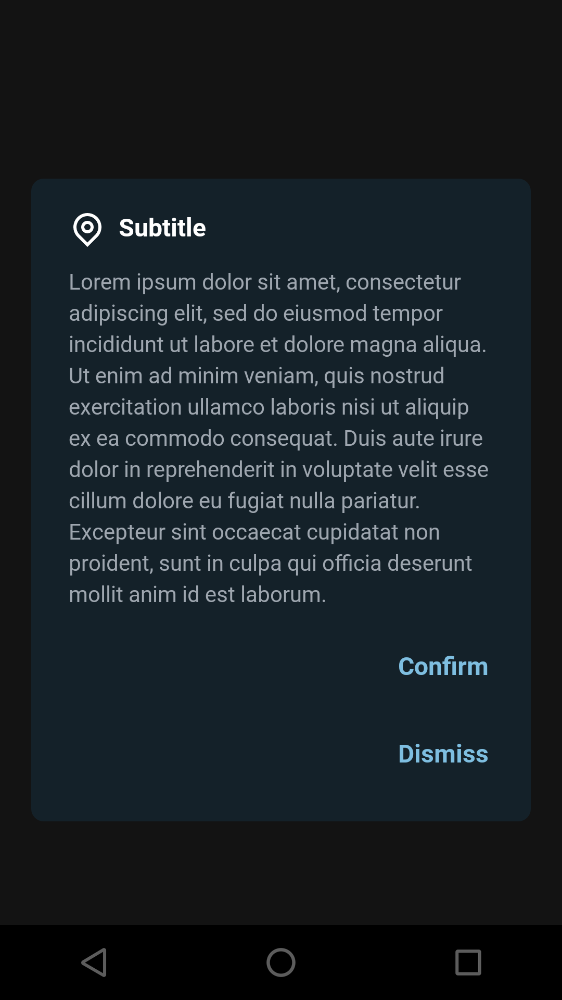 Subtitle
Lorem ipsum dolor sit amet, consectetur
adipiscing elit, sed do eiusmod tempor
incididunt ut labore et dolore magna aliqua.
Ut enim ad minim veniam, quis nostrud
exercitation ullamco laboris nisi ut aliquip
ex ea commodo consequat. Duis aute irure
dolor in reprehenderit in voluptate velit esse
cillum dolore eu fugiat nulla pariatur.
Excepteur sint occaecat cupidatat non
proident, sunt in culpa qui officia deserunt
mollit anim id est laborum.
Confirm
Dismiss